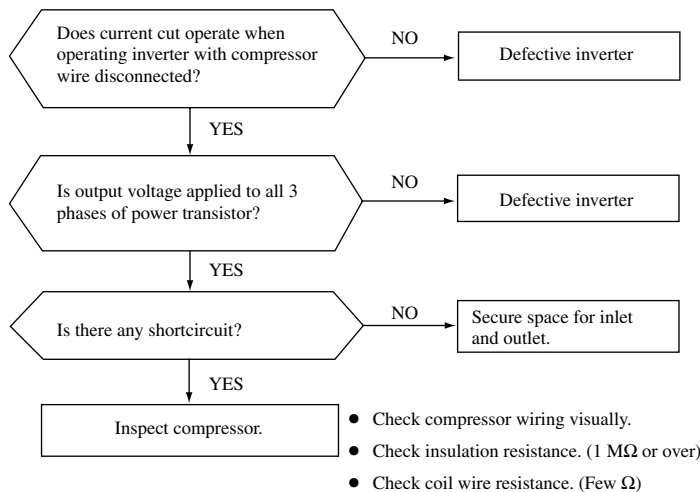 Does current cut operate when
operating inverter with compressor
wire disconnected?
NO
Defective inverter
YES
Is output voltage applied to all 3
phases of power transistor?
NO
Defective inverter
YES
Is there any shortcircuit?
NO
Secure space for inlet
and outlet.
YES
Inspect compressor.
● Check compressor wiring visually.
● Check insulation resistance. (1 MΩ or over)
● Check coil wire resistance. (Few Ω)